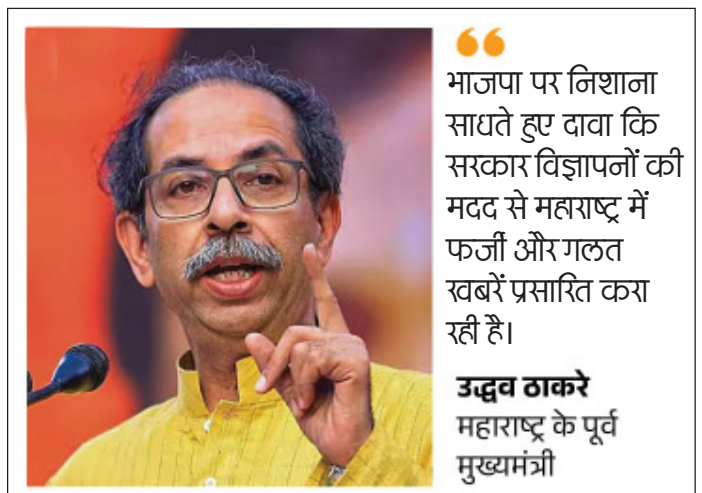 भाजपा पर निशाना
साधते हुए दावा कि
सरकार विज्ञापनों की
मदद से महाराष्ट्र में
फर्जी और गलत
खबरें प्रसारित करा
रही है।
उद्धव ठाकरे
महाराष्ट्र के पूर्व
मुख्यमंत्री